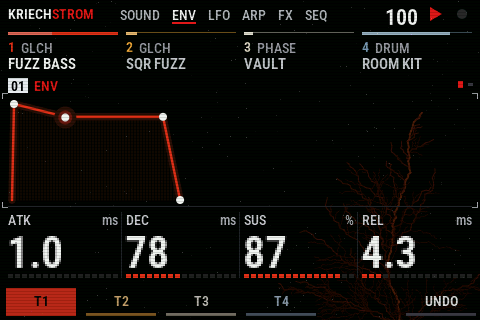 KRIECHSTROM SOUND ENV LFO ARP FX SEQ 100
1 GLCH 2 GLCH 3 PHASE 4 DRUM
FUZZ BASS SQR FUZZ VAULT ROOM KIT
01 ENV
ATK ms DEC ms SUS % REL ms
1.0 78 87 4.3
T1 T2 T3 T4 UNDO